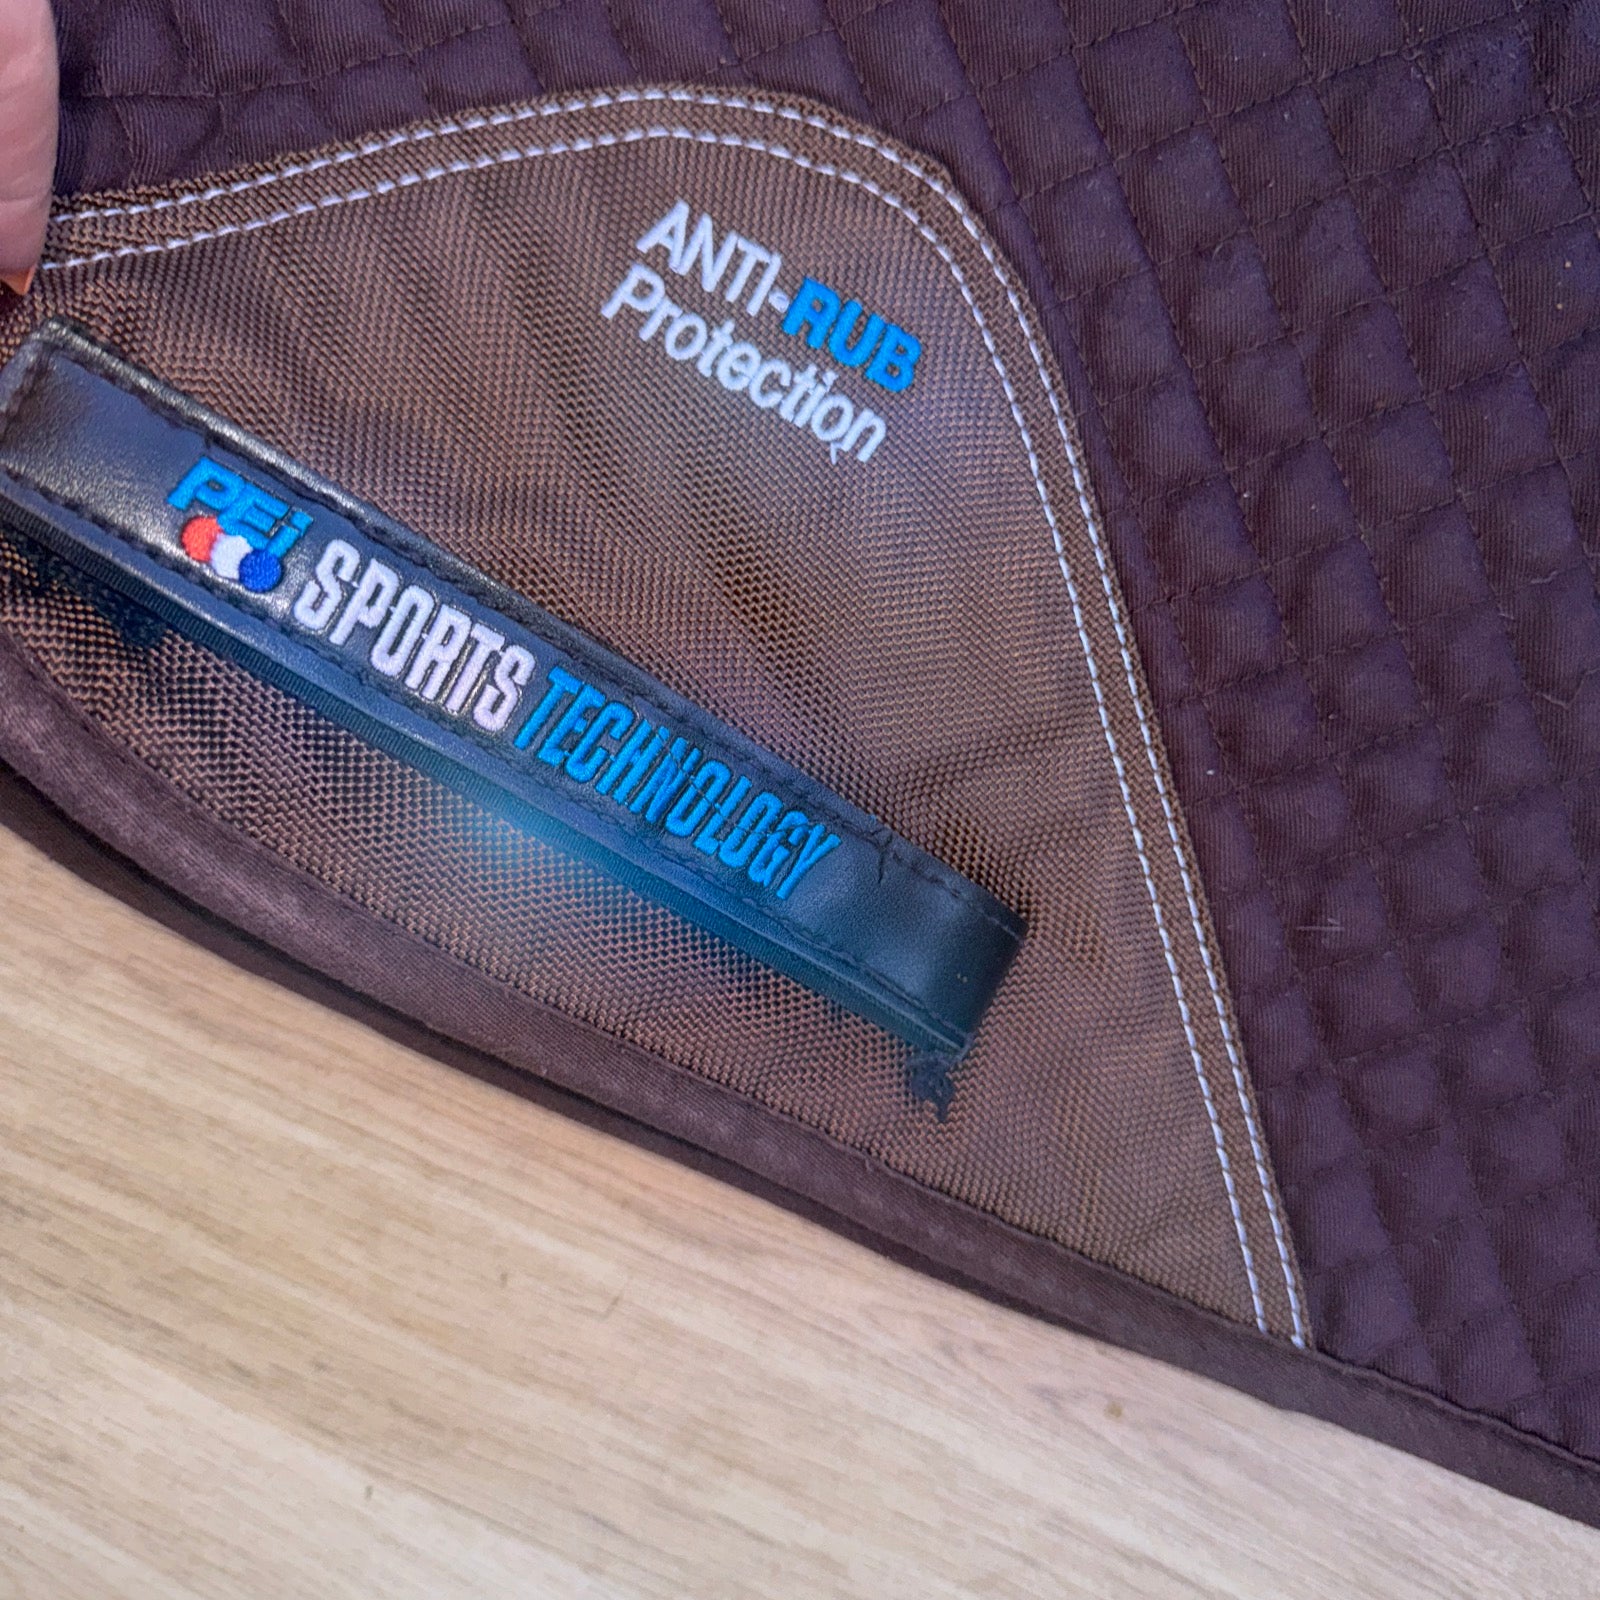 ANTI-RUB
Protection
PEI SPORTS TECHNOLOGY